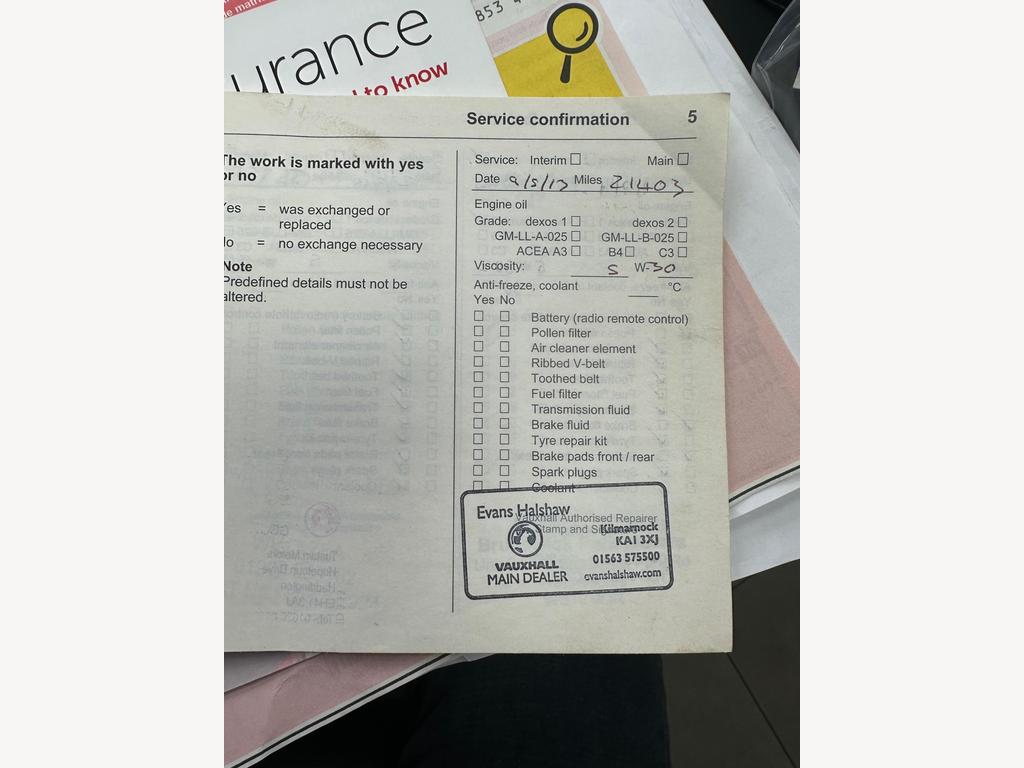 urance
to know
853
Service confirmation 5
The work is marked with yes
or no
Yes = was exchanged or
replaced
No = no exchange necessary
Note
Predefined details must not be
altered.
Service: Interim ☐ Main ☐
Date 9/5/13 Miles 21403
Engine oil
Grade: dexos 1 ☐ dexos 2 ☐
GM-LL-A-025 ☐ GM-LL-B-025 ☐
ACEA A3 ☐ B4 ☐ C3 ☐
Viscosity: 5 W-30
Anti-freeze, coolant °C
Yes No
☐ ☐ Battery (radio remote control)
☐ ☐ Pollen filter
☐ ☐ Air cleaner element
☐ ☐ Ribbed V-belt
☐ ☐ Toothed belt
☐ ☐ Fuel filter
☐ ☐ Transmission fluid
☐ ☐ Brake fluid
☐ ☐ Tyre repair kit
☐ ☐ Brake pads front / rear
☐ ☐ Spark plugs
☐ ☐ Coolant
Evans Halshaw
Vauxhall Authorised Repairer
Stamp and
Kilmarnock
KA1 3XJ
01563 575500
VAUXHALL
MAIN DEALER evanshalshaw.com